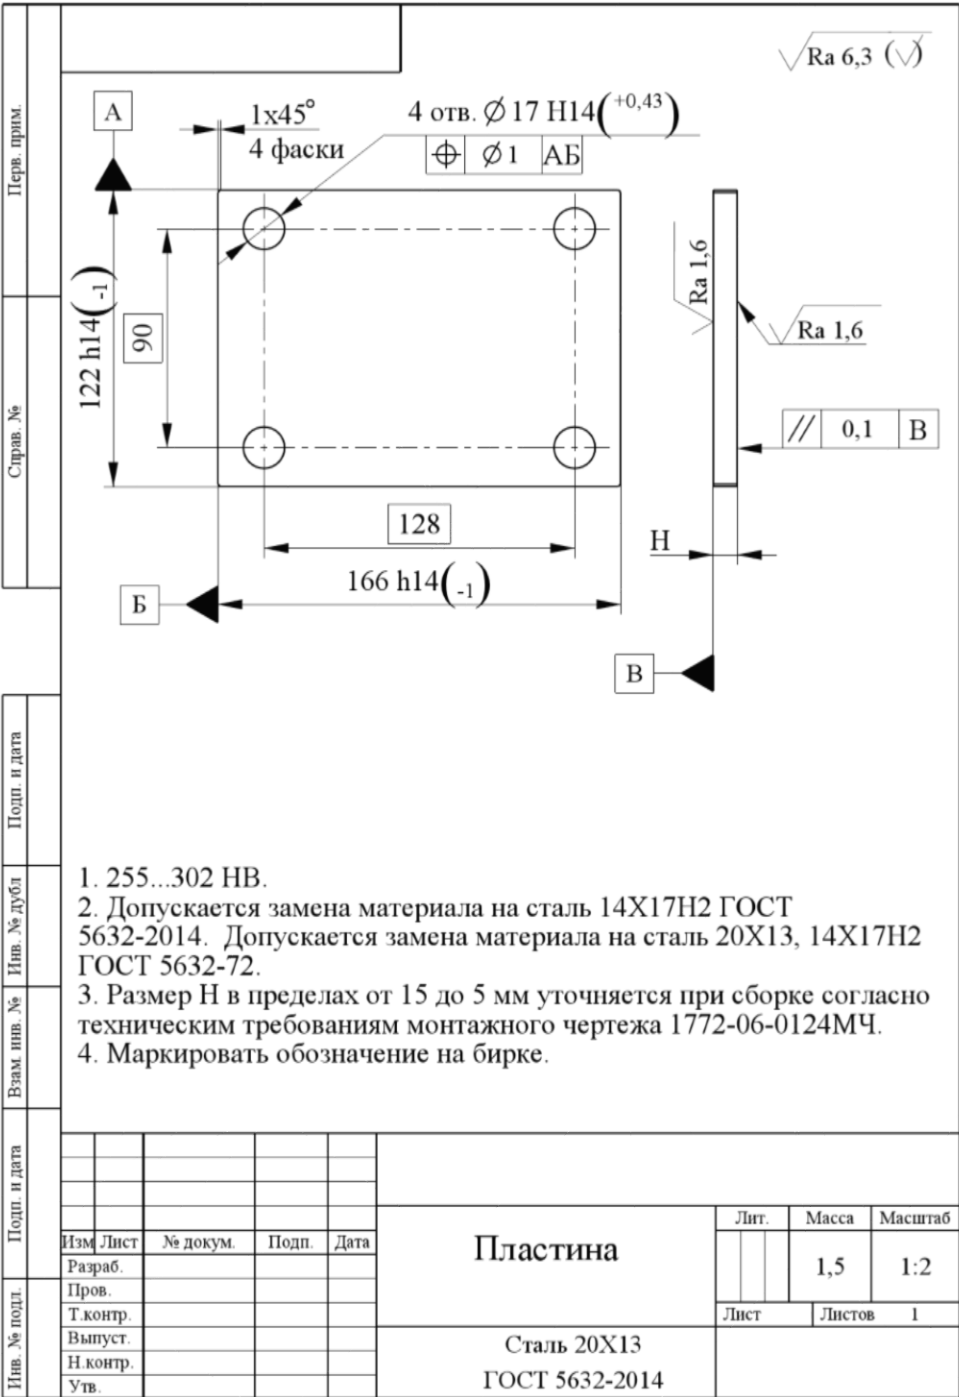 Ra 6,3 (√)
А
1x45°
4 фаски
4 отв. ∅ 17 H14(+0,43)
⌖ ∅ 1 АБ
122 h14(-1)
90
128
166 h14(-1)
Б
Ra 1,6
Ra 1,6
// 0,1 В
Н
В
1. 255...302 НВ.
2. Допускается замена материала на сталь 14Х17Н2 ГОСТ
5632-2014. Допускается замена материала на сталь 20Х13, 14Х17Н2
ГОСТ 5632-72.
3. Размер Н в пределах от 15 до 5 мм уточняется при сборке согласно
техническим требованиям монтажного чертежа 1772-06-0124МЧ.
4. Маркировать обозначение на бирке.
Перв. прим.
Справ. №
Подп. и дата
Инв. № дубл
Взам. инв. №
Подп. и дата
Инв. № подл.
Изм Лист № докум. Подп. Дата
Разраб.
Пров.
Т.контр.
Выпуст.
Н.контр.
Утв.
Пластина
Лит. Масса Масштаб
1,5 1:2
Лист Листов 1
Сталь 20Х13
ГОСТ 5632-2014